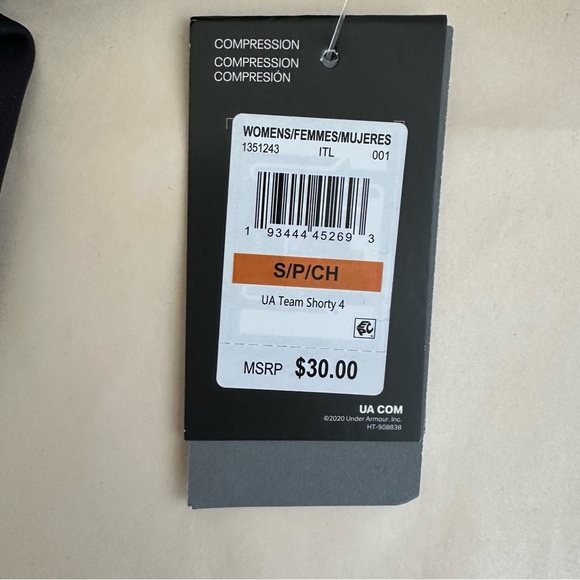 COMPRESSION
COMPRESSION
COMPRESIÓN
WOMENS/FEMMES/MUJERES
1351243 ITL 001
1 93444 45269 3
S/P/CH
UA Team Shorty 4
MSRP $30.00
UA COM
©2020 Under Armour, Inc.
HT-908838